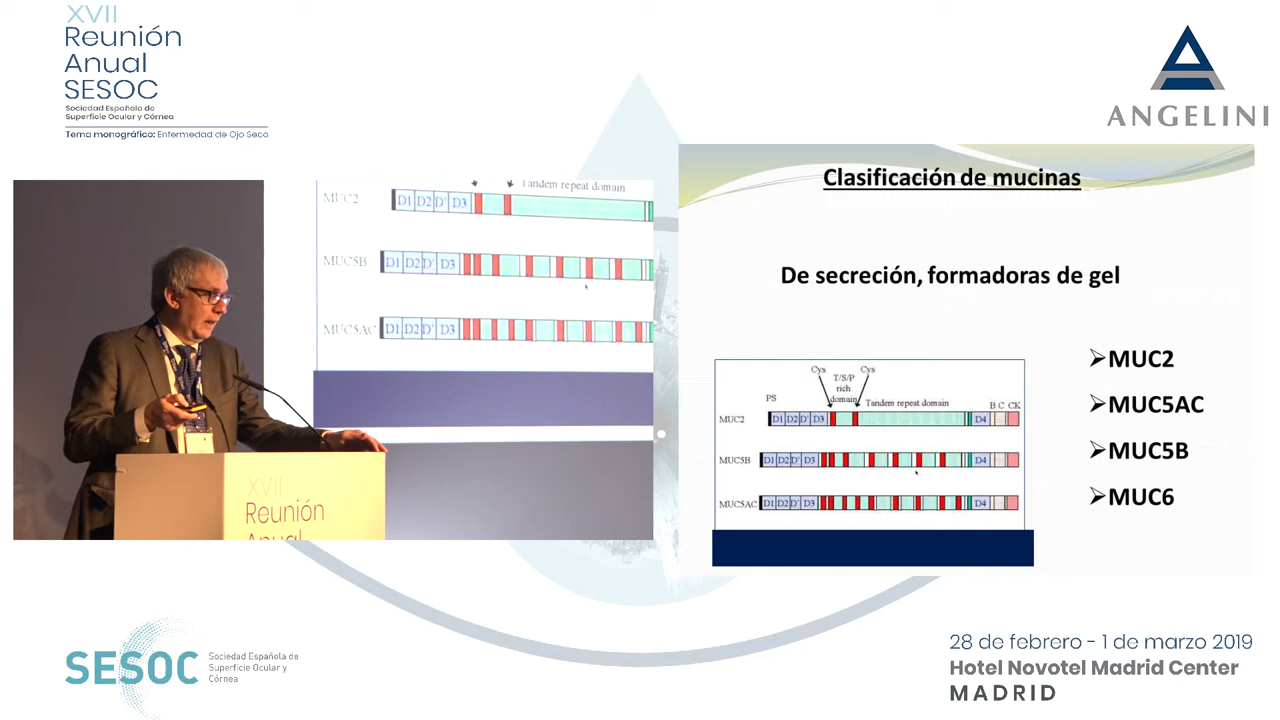 XVII
Reunión
Anual
SESOC
Sociedad Española de
Superficie Ocular y Córnea
Tema monográfico: Enfermedad de Ojo Seco
ANGELINI
Tandem repeat domain
MUC2
D1 D2 D' D3
MUC5B
D1 D2 D' D3
MUC5AC
D1 D2 D' D3
XVII
Reunión
Anual
Clasificación de mucinas
De secreción, formadoras de gel
Cys
Cys
T/S/P
rich
domain
PS
Tandem repeat domain
B C CK
MUC2
D1 D2 D' D3
D4
MUC5B
D1 D2 D' D3
D4
MUC5AC
D1 D2 D' D3
D4
➢MUC2
➢MUC5AC
➢MUC5B
➢MUC6
SESOC
Sociedad Española de
Superficie Ocular y
Córnea
28 de febrero - 1 de marzo 2019
Hotel Novotel Madrid Center
MADRID